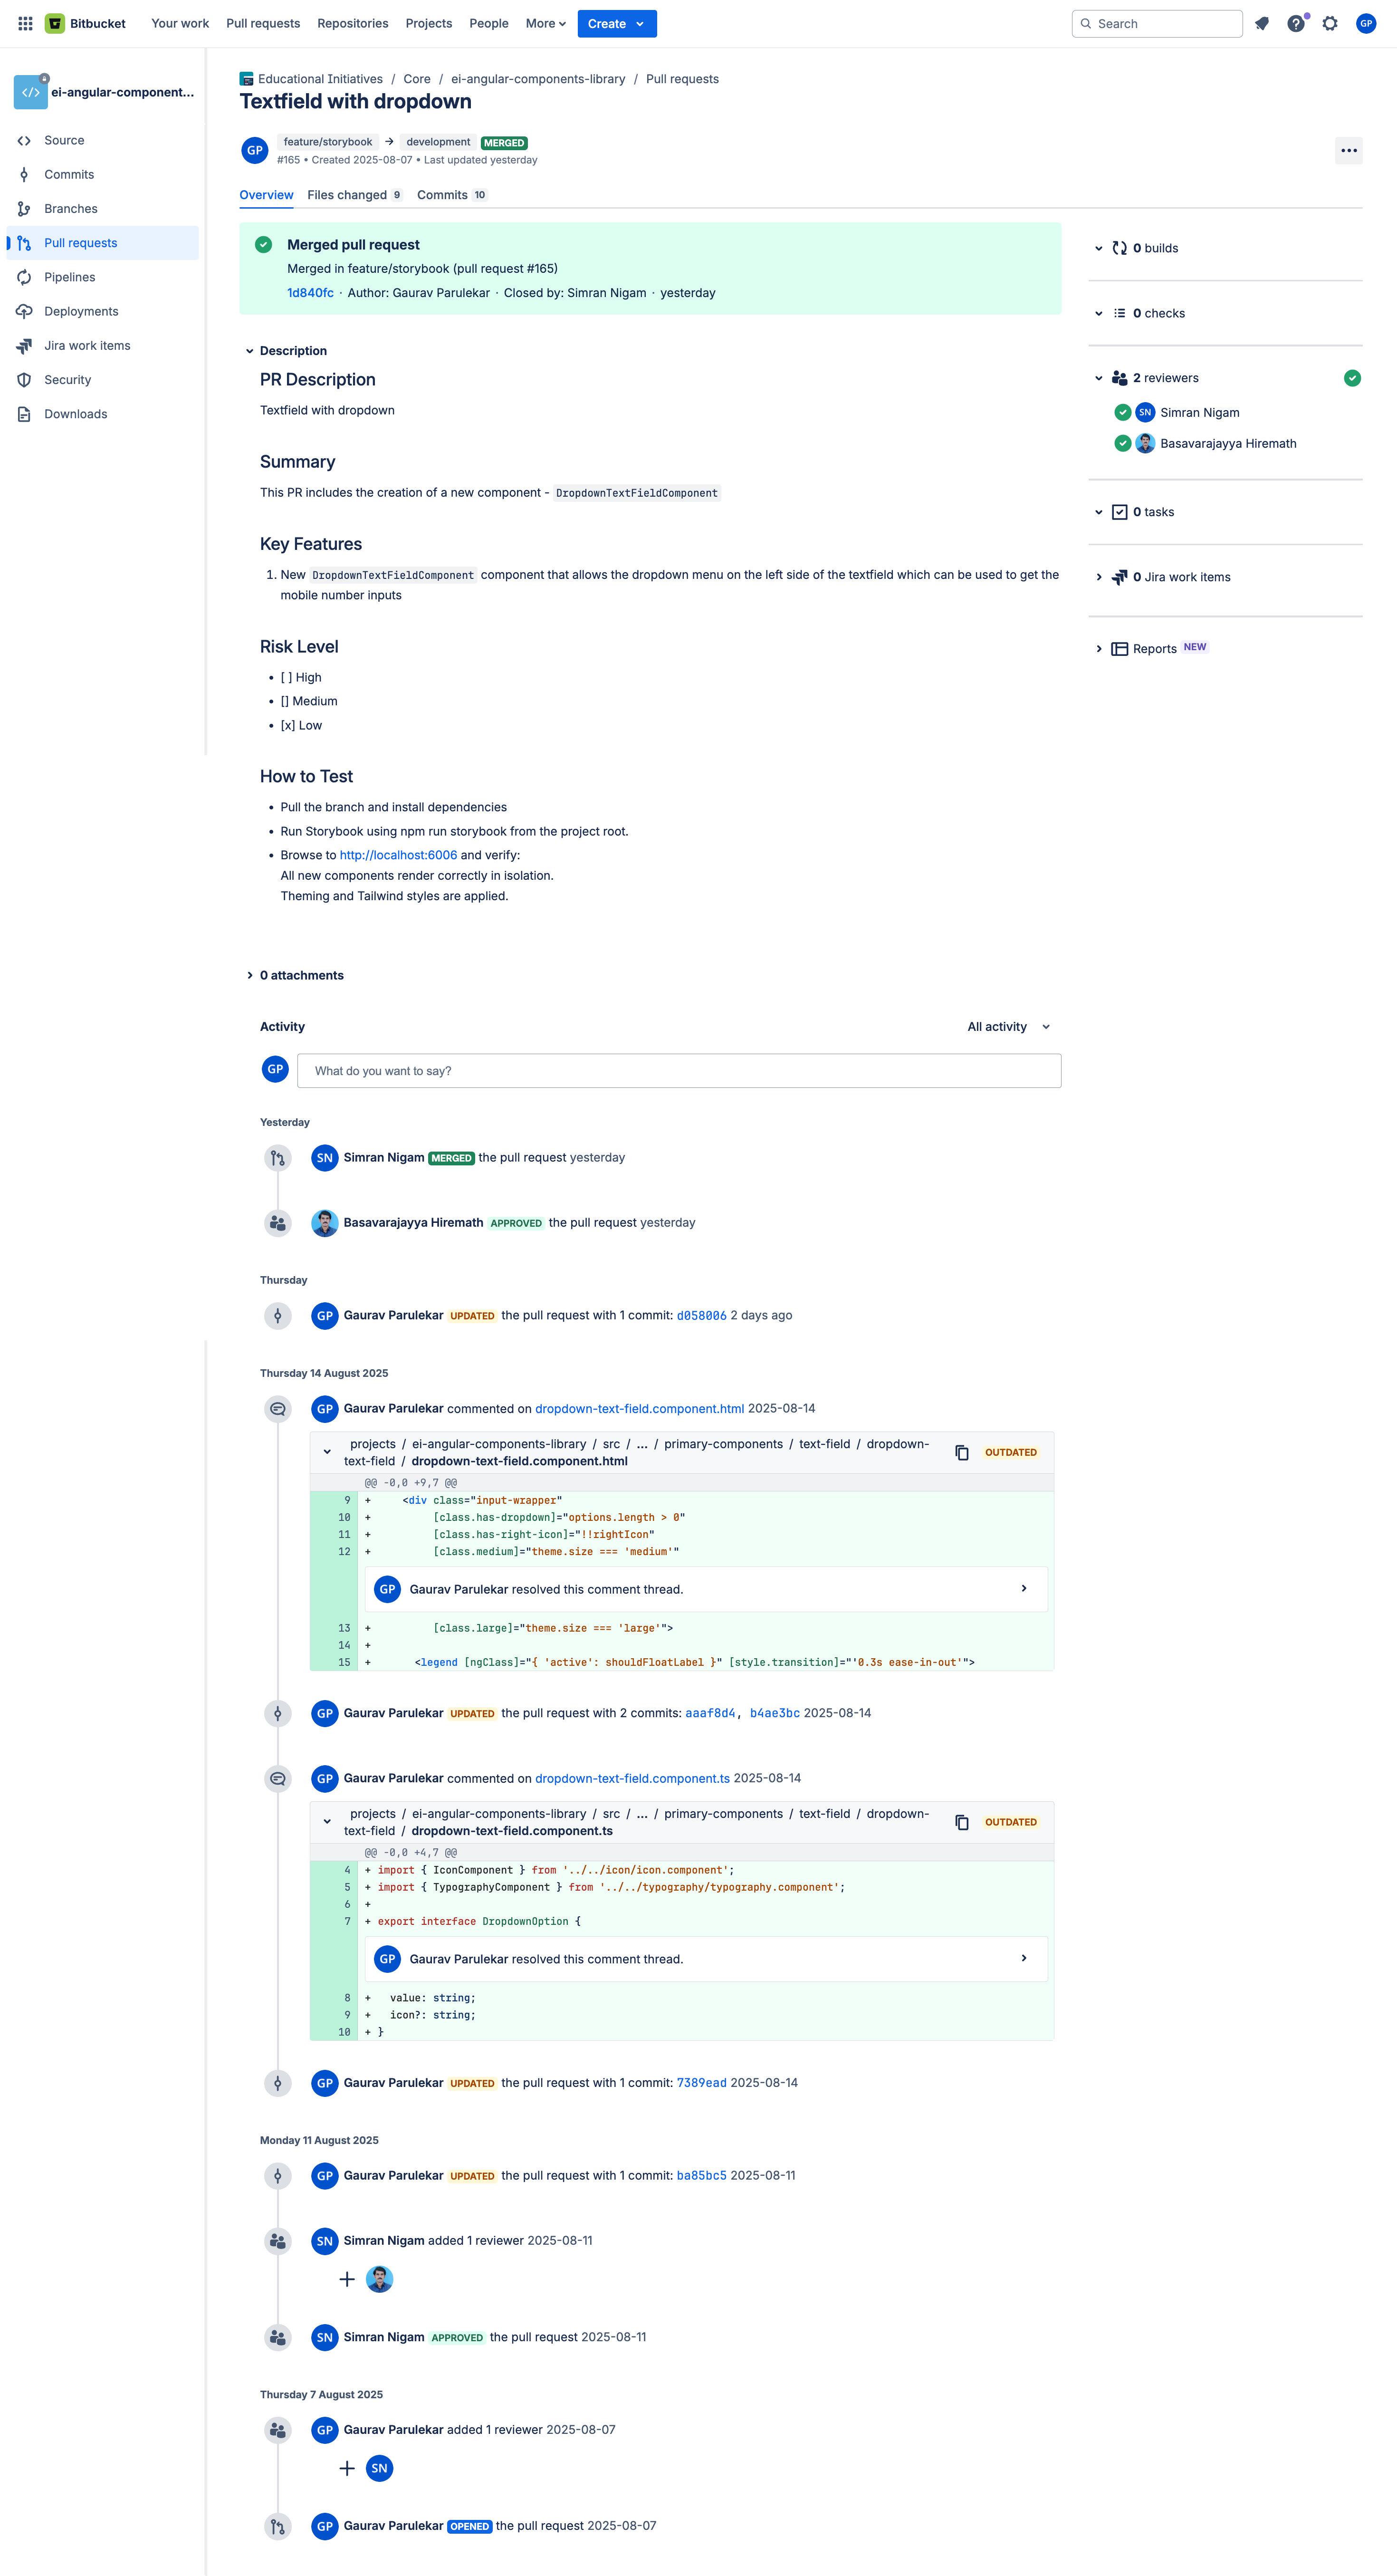 Bitbucket
Your work
Pull requests
Repositories
Projects
People
More
Create
Search
GP
ei-angular-component...
Source
Commits
Branches
Pull requests
Pipelines
Deployments
Jira work items
Security
Downloads
Educational Initiatives / Core / ei-angular-components-library / Pull requests
Textfield with dropdown
GP
feature/storybook → development MERGED
#165 • Created 2025-08-07 • Last updated yesterday
Overview
Files changed 9
Commits 10
Merged pull request
Merged in feature/storybook (pull request #165)
1d840fc · Author: Gaurav Parulekar · Closed by: Simran Nigam · yesterday
Description
PR Description
Textfield with dropdown
Summary
This PR includes the creation of a new component - DropdownTextFieldComponent
Key Features
1. New DropdownTextFieldComponent component that allows the dropdown menu on the left side of the textfield which can be used to get the
mobile number inputs
Risk Level
• [ ] High
• [] Medium
• [x] Low
How to Test
• Pull the branch and install dependencies
• Run Storybook using npm run storybook from the project root.
• Browse to http://localhost:6006 and verify:
All new components render correctly in isolation.
Theming and Tailwind styles are applied.
0 attachments
0 builds
0 checks
2 reviewers
SN Simran Nigam
Basavarajayya Hiremath
0 tasks
0 Jira work items
Reports NEW
Activity
All activity
GP
What do you want to say?
Yesterday
SN Simran Nigam MERGED the pull request yesterday
Basavarajayya Hiremath APPROVED the pull request yesterday
Thursday
GP Gaurav Parulekar UPDATED the pull request with 1 commit: d058006 2 days ago
Thursday 14 August 2025
GP Gaurav Parulekar commented on dropdown-text-field.component.html 2025-08-14
projects / ei-angular-components-library / src / ... / primary-components / text-field / dropdown-
text-field / dropdown-text-field.component.html
OUTDATED
@@ -0,0 +9,7 @@
9 + <div class="input-wrapper"
10 + [class.has-dropdown]="options.length > 0"
11 + [class.has-right-icon]="!!rightIcon"
12 + [class.medium]="theme.size === 'medium'"
GP Gaurav Parulekar resolved this comment thread.
13 + [class.large]="theme.size === 'large'">
14 +
15 + <legend [ngClass]="{ 'active': shouldFloatLabel }" [style.transition]="'0.3s ease-in-out'">
GP Gaurav Parulekar UPDATED the pull request with 2 commits: aaaf8d4, b4ae3bc 2025-08-14
GP Gaurav Parulekar commented on dropdown-text-field.component.ts 2025-08-14
projects / ei-angular-components-library / src / ... / primary-components / text-field / dropdown-
text-field / dropdown-text-field.component.ts
OUTDATED
@@ -0,0 +4,7 @@
4 + import { IconComponent } from '../../icon/icon.component';
5 + import { TypographyComponent } from '../../typography/typography.component';
6 +
7 + export interface DropdownOption {
GP Gaurav Parulekar resolved this comment thread.
8 + value: string;
9 + icon?: string;
10 + }
GP Gaurav Parulekar UPDATED the pull request with 1 commit: 7389ead 2025-08-14
Monday 11 August 2025
GP Gaurav Parulekar UPDATED the pull request with 1 commit: ba85bc5 2025-08-11
SN Simran Nigam added 1 reviewer 2025-08-11
+
SN Simran Nigam APPROVED the pull request 2025-08-11
Thursday 7 August 2025
GP Gaurav Parulekar added 1 reviewer 2025-08-07
+ SN
GP Gaurav Parulekar OPENED the pull request 2025-08-07